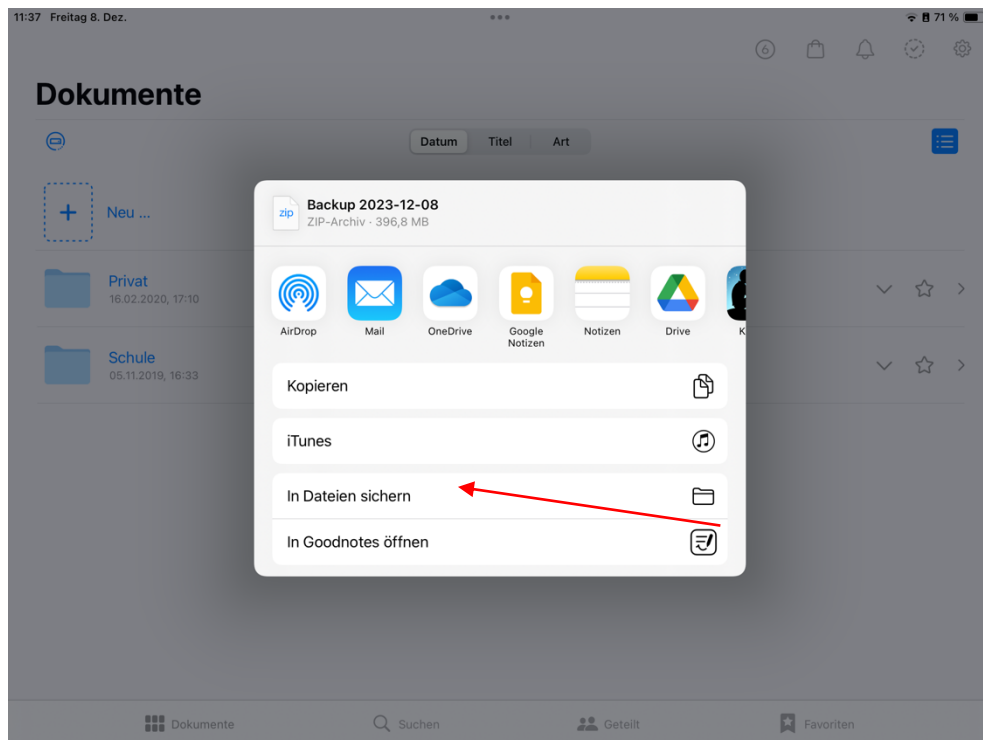 11:37 Freitag 8. Dez.
71 %
6
Dokumente
Datum Titel Art
Neu ...
Privat
16.02.2020, 17:10
Schule
05.11.2019, 16:33
zip
Backup 2023-12-08
ZIP-Archiv · 396,8 MB
AirDrop Mail OneDrive Google Notizen Drive K
Notizen
Kopieren
iTunes
In Dateien sichern
In Goodnotes öffnen
Dokumente Suchen Geteilt Favoriten